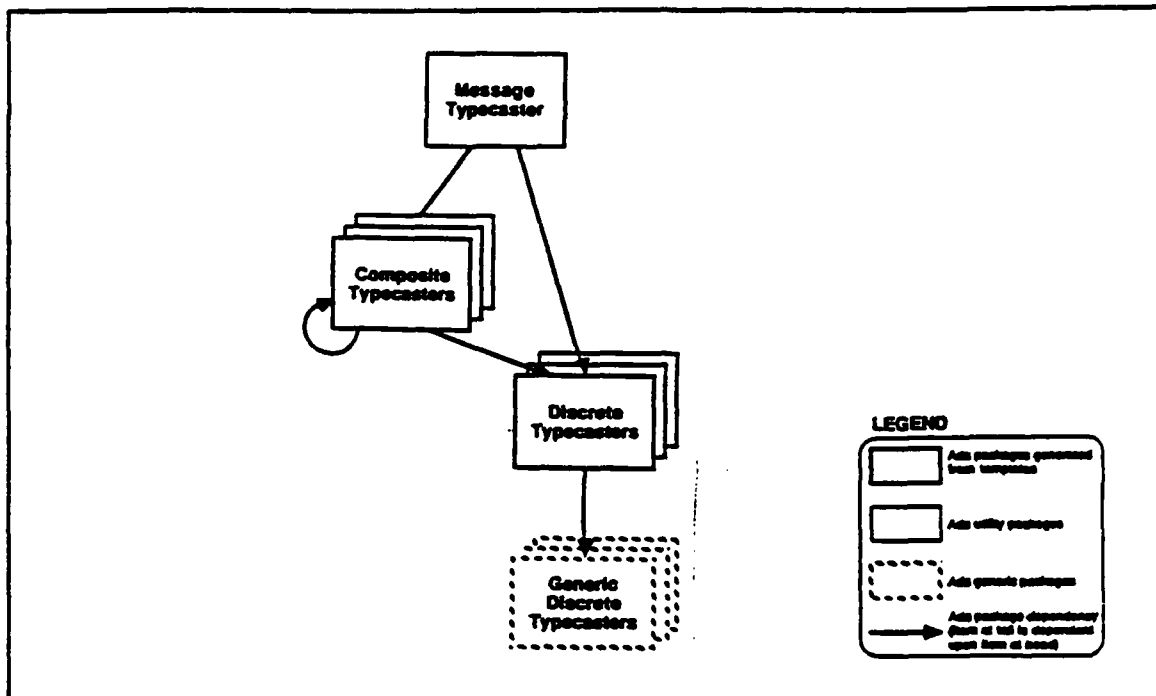 Message
Typecaster
Composite
Typecasters
Discrete
Typecasters
Generic
Discrete
Typecasters
LEGEND
Ada packages generated
from templates
Ada utility packages
Ada generic packages
Ada package dependency
(item at tail is dependent
upon item at head)